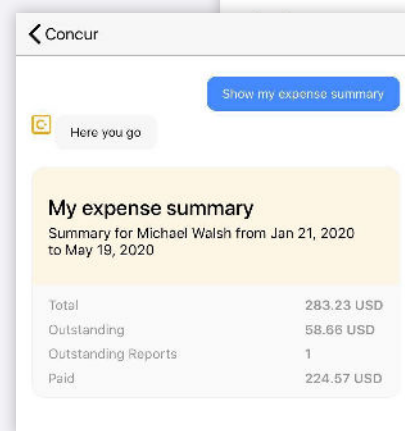 Concur
Show my expense summary
Here you go
My expense summary
Summary for Michael Walsh from Jan 21, 2020
to May 19, 2020
Total 283.23 USD
Outstanding 58.66 USD
Outstanding Reports 1
Paid 224.57 USD